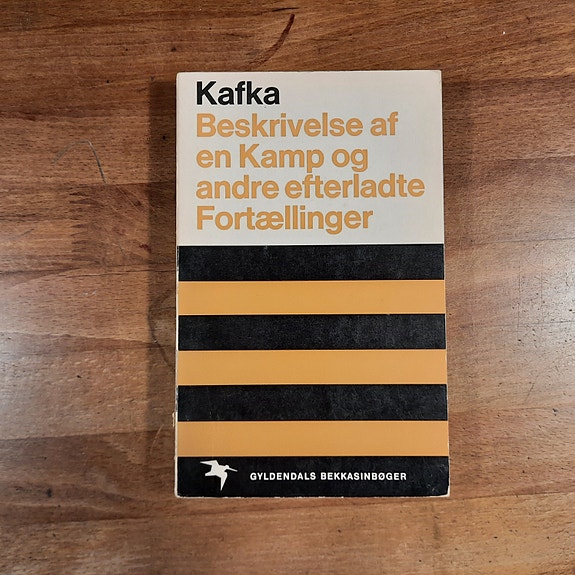 Kafka
Beskrivelse af
en Kamp og
andre efterladte
Fortællinger
GYLDENDALS BEKKASINBØGER